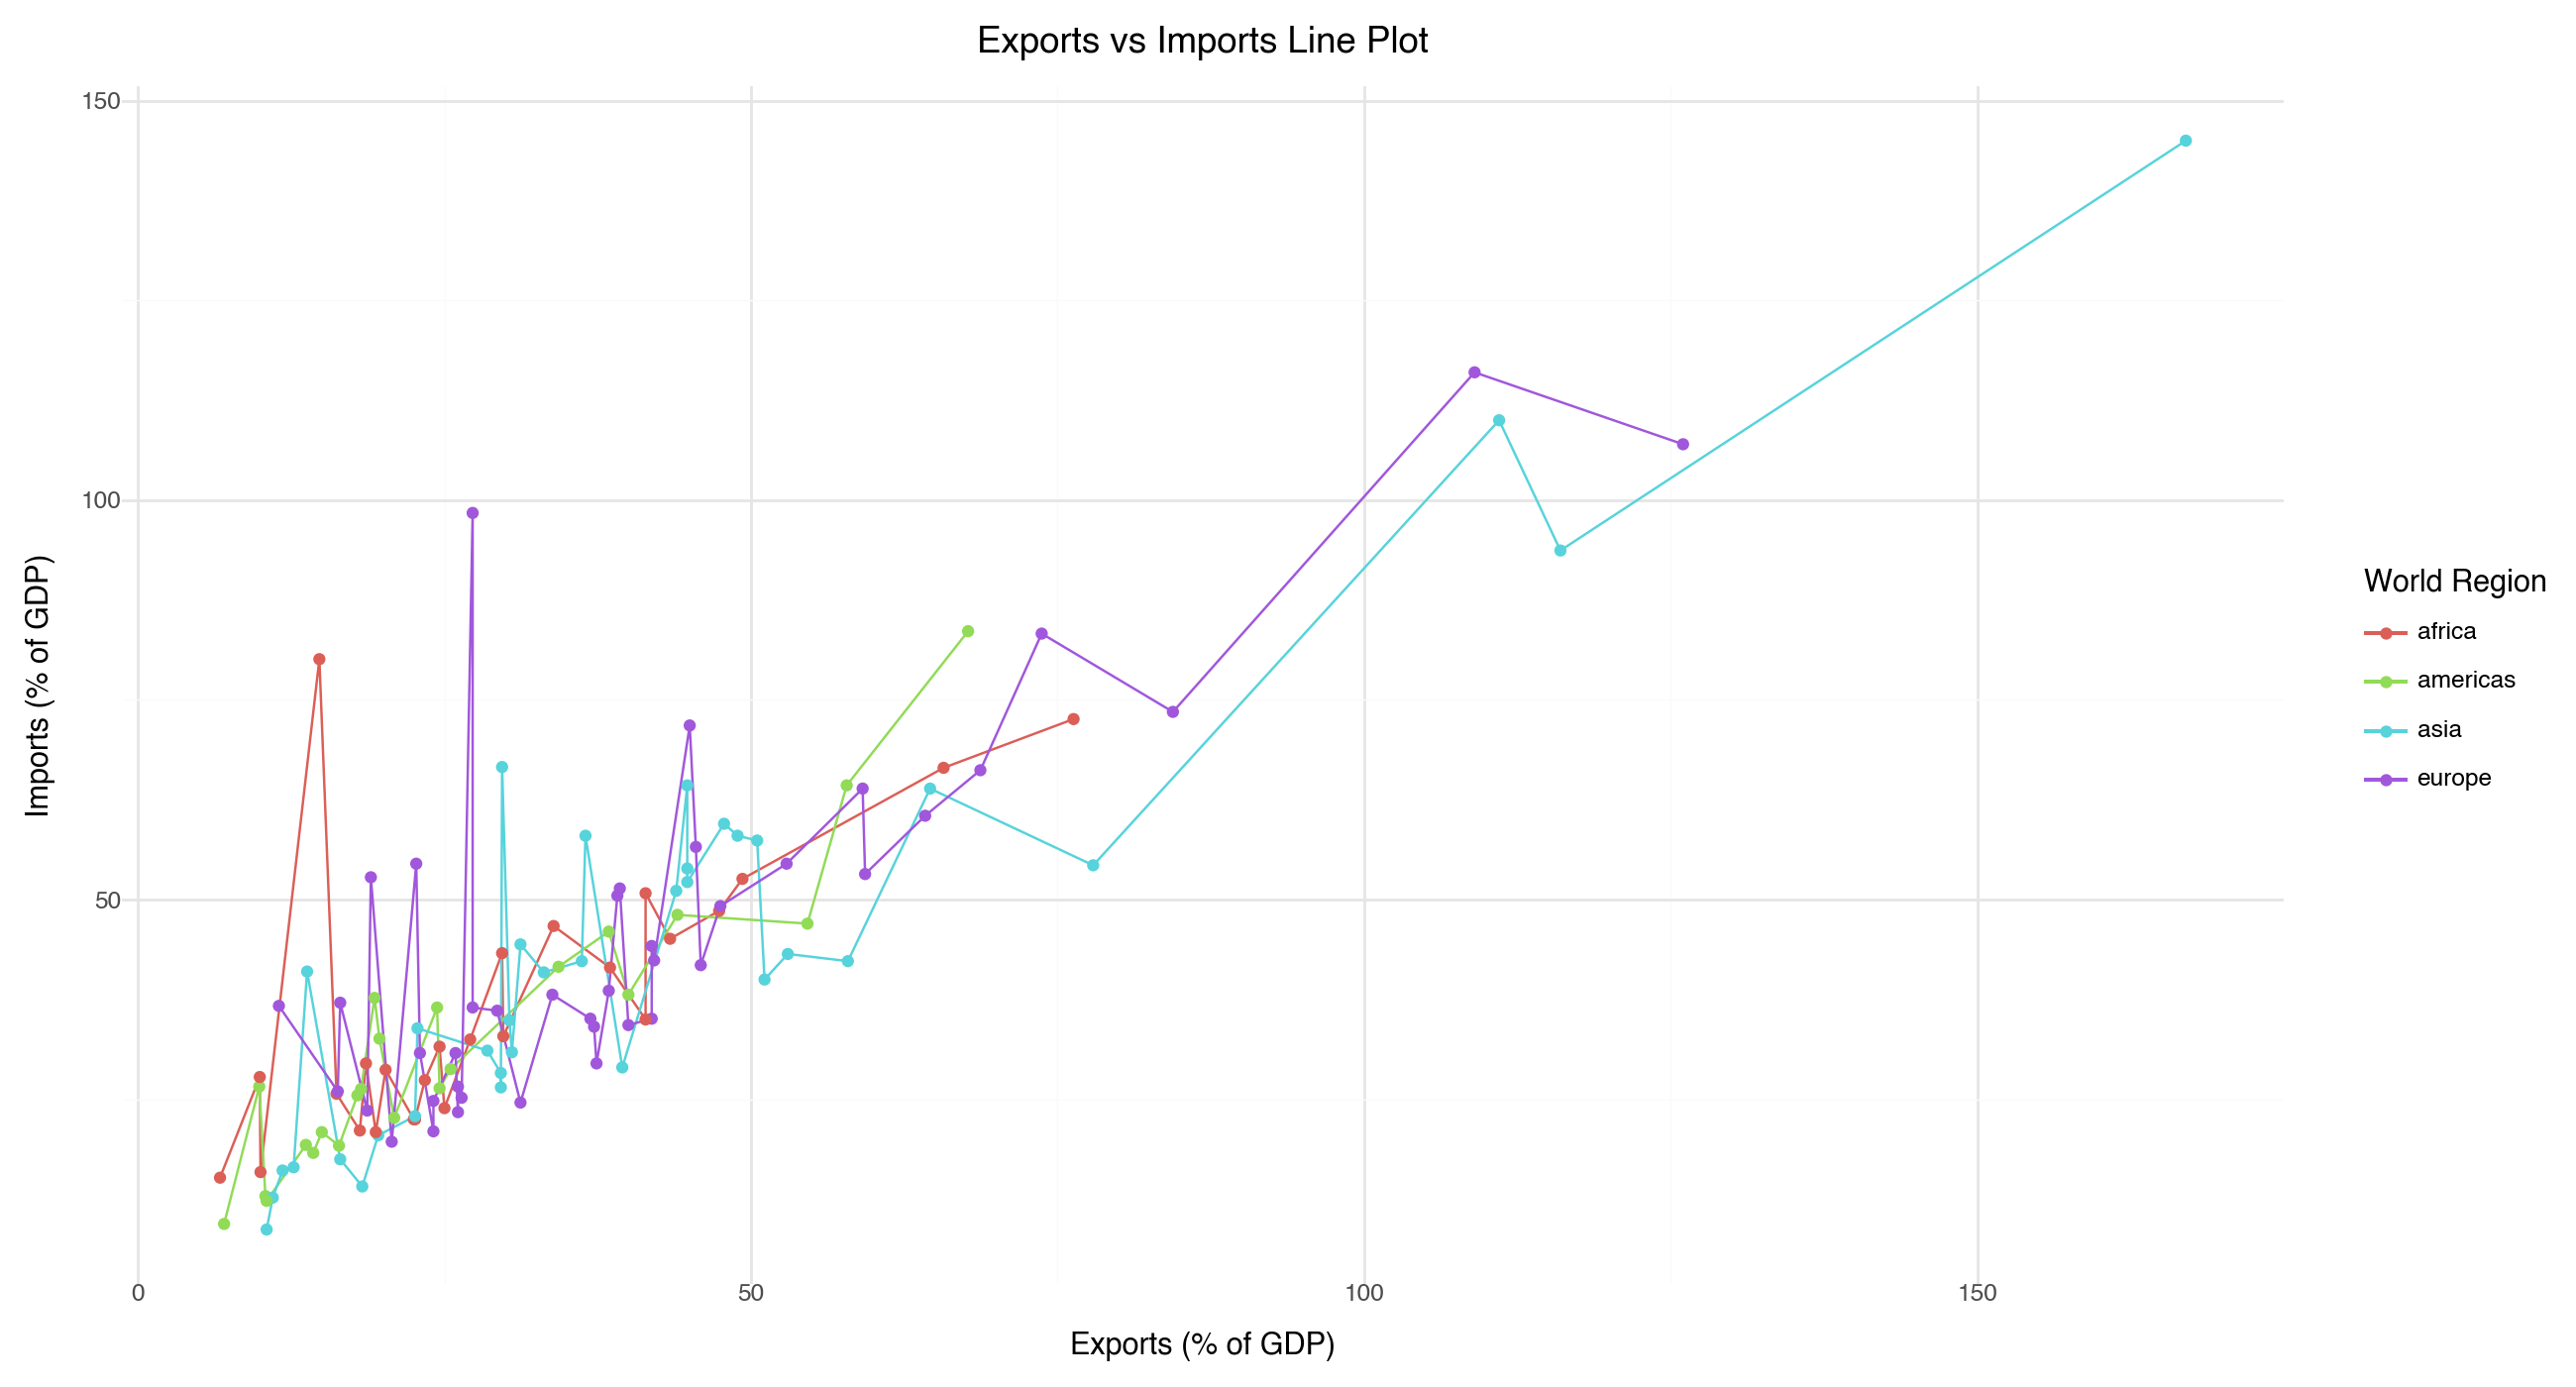 Exports vs Imports Line Plot
150
100
50
Imports (% of GDP)
0
50
100
150
Exports (% of GDP)
World Region
africa
americas
asia
europe